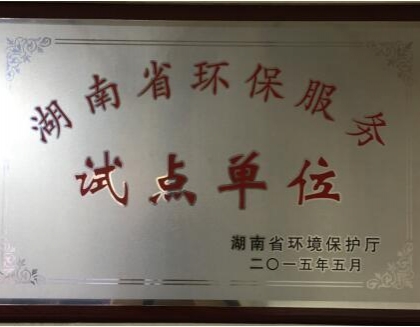 湖南省环保服务
试点单位
湖南省环境保护厅
二〇一五年五月